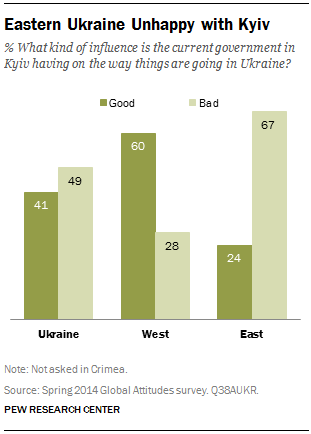 Eastern Ukraine Unhappy with Kyiv
% What kind of influence is the current government in
Kyiv having on the way things are going in Ukraine?
Good Bad
41 49 60 28 24 67
Ukraine West East
Note: Not asked in Crimea.
Source: Spring 2014 Global Attitudes survey. Q38AUKR.
PEW RESEARCH CENTER